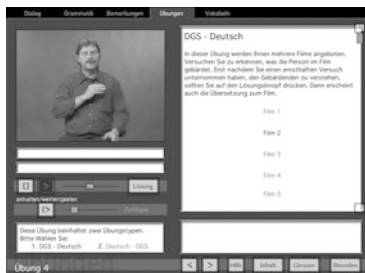 Dialog Grammatik Bemerkungen Übungen Vokabeln
DGS - Deutsch
In dieser Übung werden Ihnen mehrere Filme angeboten.
Versuchen Sie zu erkennen, was die Person im Film
gebärdet. Erst nachdem Sie einen ernsthaften Versuch
unternommen haben, den Gebärdenden zu verstehen,
sollten Sie auf den Lösungsknopf drücken. Dann erscheint
auch die Übersetzung zum Film.
Film 1
Film 2
Film 3
Film 4
Film 5
Lösung
anhalten/weiterspielen
Zeitlupe
Diese Übung beinhaltet zwei Übungstypen.
Bitte Wählen Sie:
1. DGS - Deutsch 2. Deutsch - DGS
Übung 4
< > Hilfe Inhalt Glossen Beenden